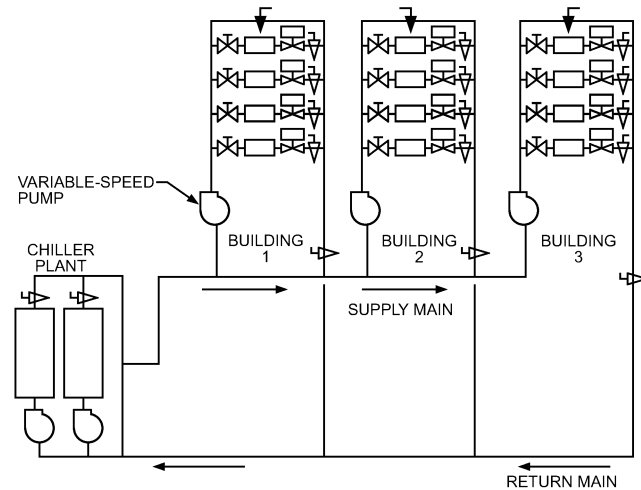 VARIABLE-SPEED
PUMP
CHILLER
PLANT
BUILDING
1
BUILDING
2
BUILDING
3
SUPPLY MAIN
RETURN MAIN